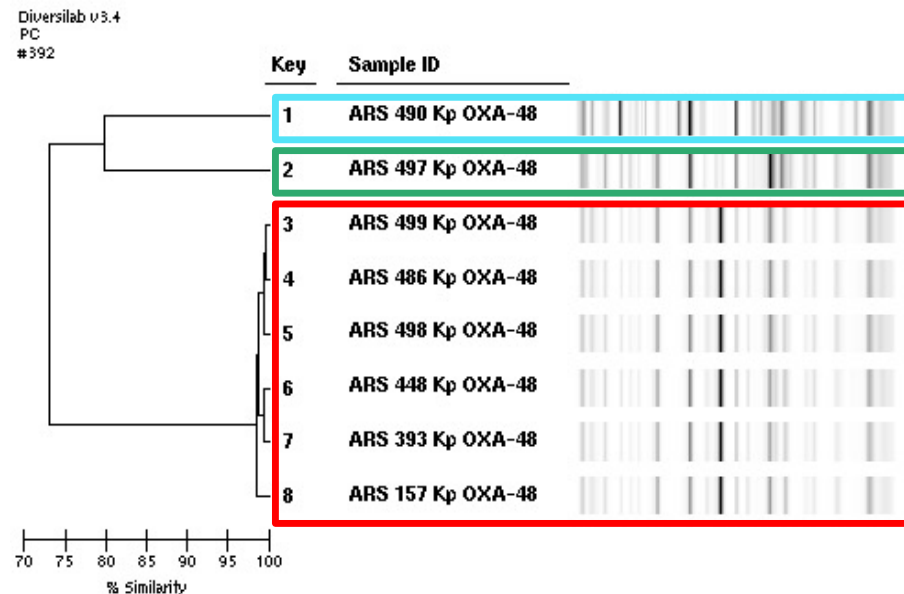 Diversilab v3.4
PC
#392
Key Sample ID
1 ARS 490 Kp OXA-48
2 ARS 497 Kp OXA-48
3 ARS 499 Kp OXA-48
4 ARS 486 Kp OXA-48
5 ARS 498 Kp OXA-48
6 ARS 448 Kp OXA-48
7 ARS 393 Kp OXA-48
8 ARS 157 Kp OXA-48
70 75 80 85 90 95 100
% Similarity